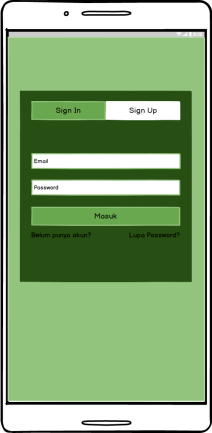 Sign In Sign Up
Email
Password
Masuk
Belum punya akun? Lupa Password?